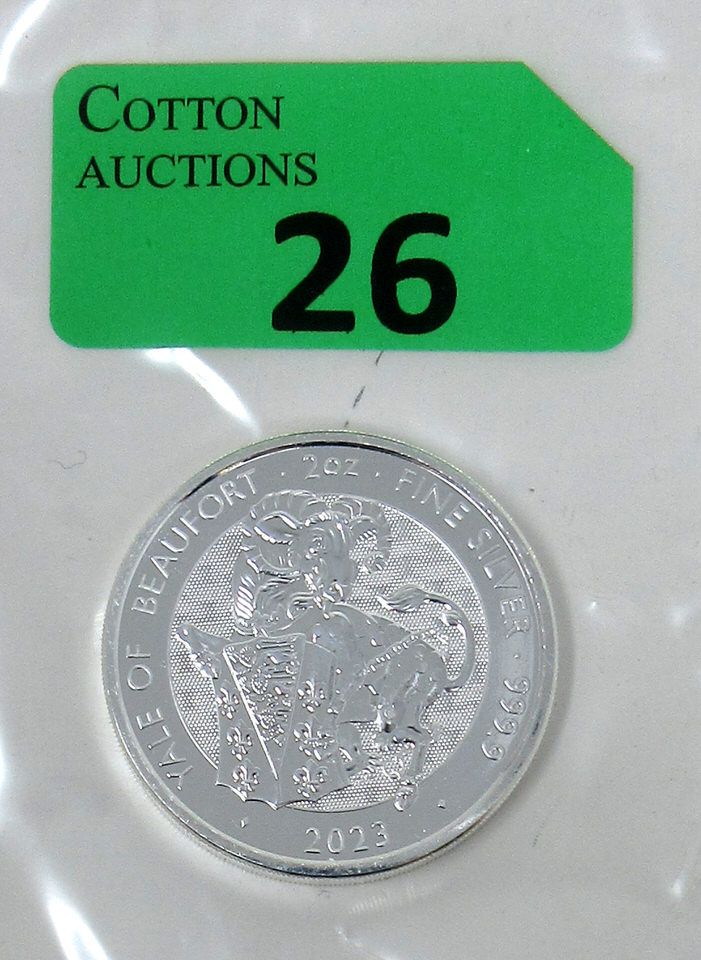 COTTON
AUCTIONS
26
YALE OF BEAUFORT · 2oz · FINE SILVER · 999.9
· 2023 ·